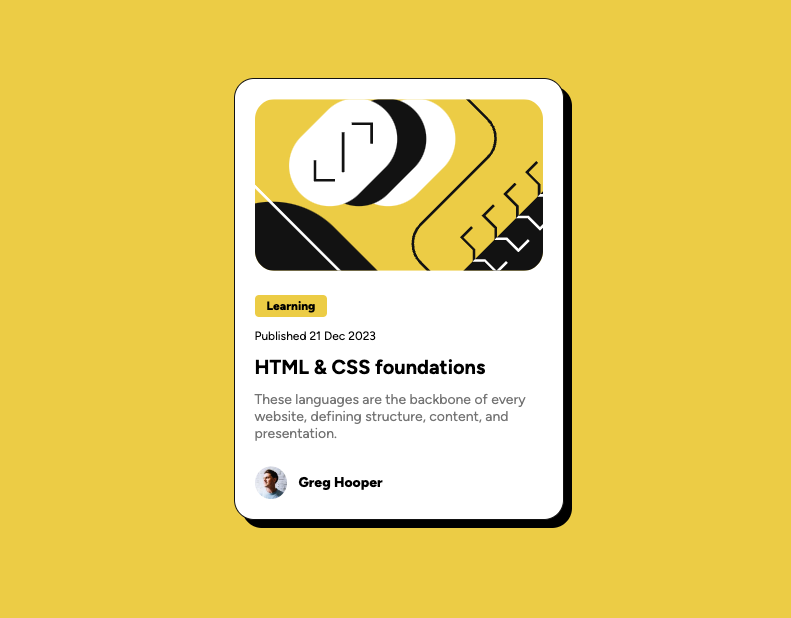 Learning
Published 21 Dec 2023
HTML & CSS foundations
These languages are the backbone of every
website, defining structure, content, and
presentation.
Greg Hooper